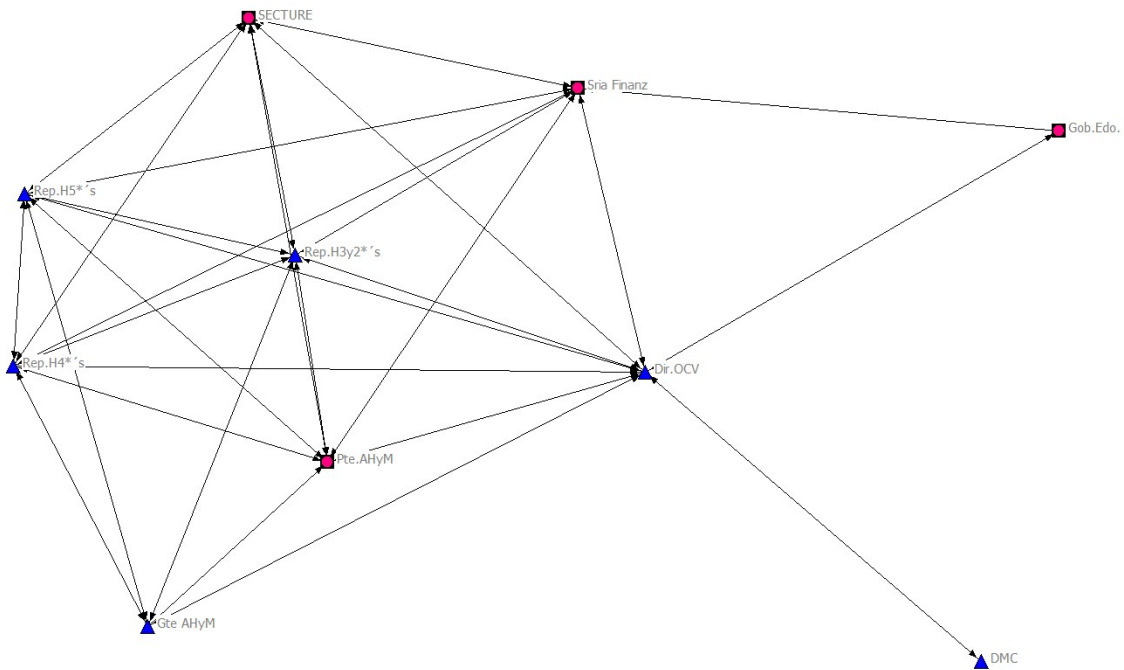 SECTURE
Sria Finanz
Gob.Edo.
Rep.H5*´s
Rep.H3y2*´s
Rep.H4*´s
Dir.OCV
Pte.AHyM
Gte AHyM
DMC